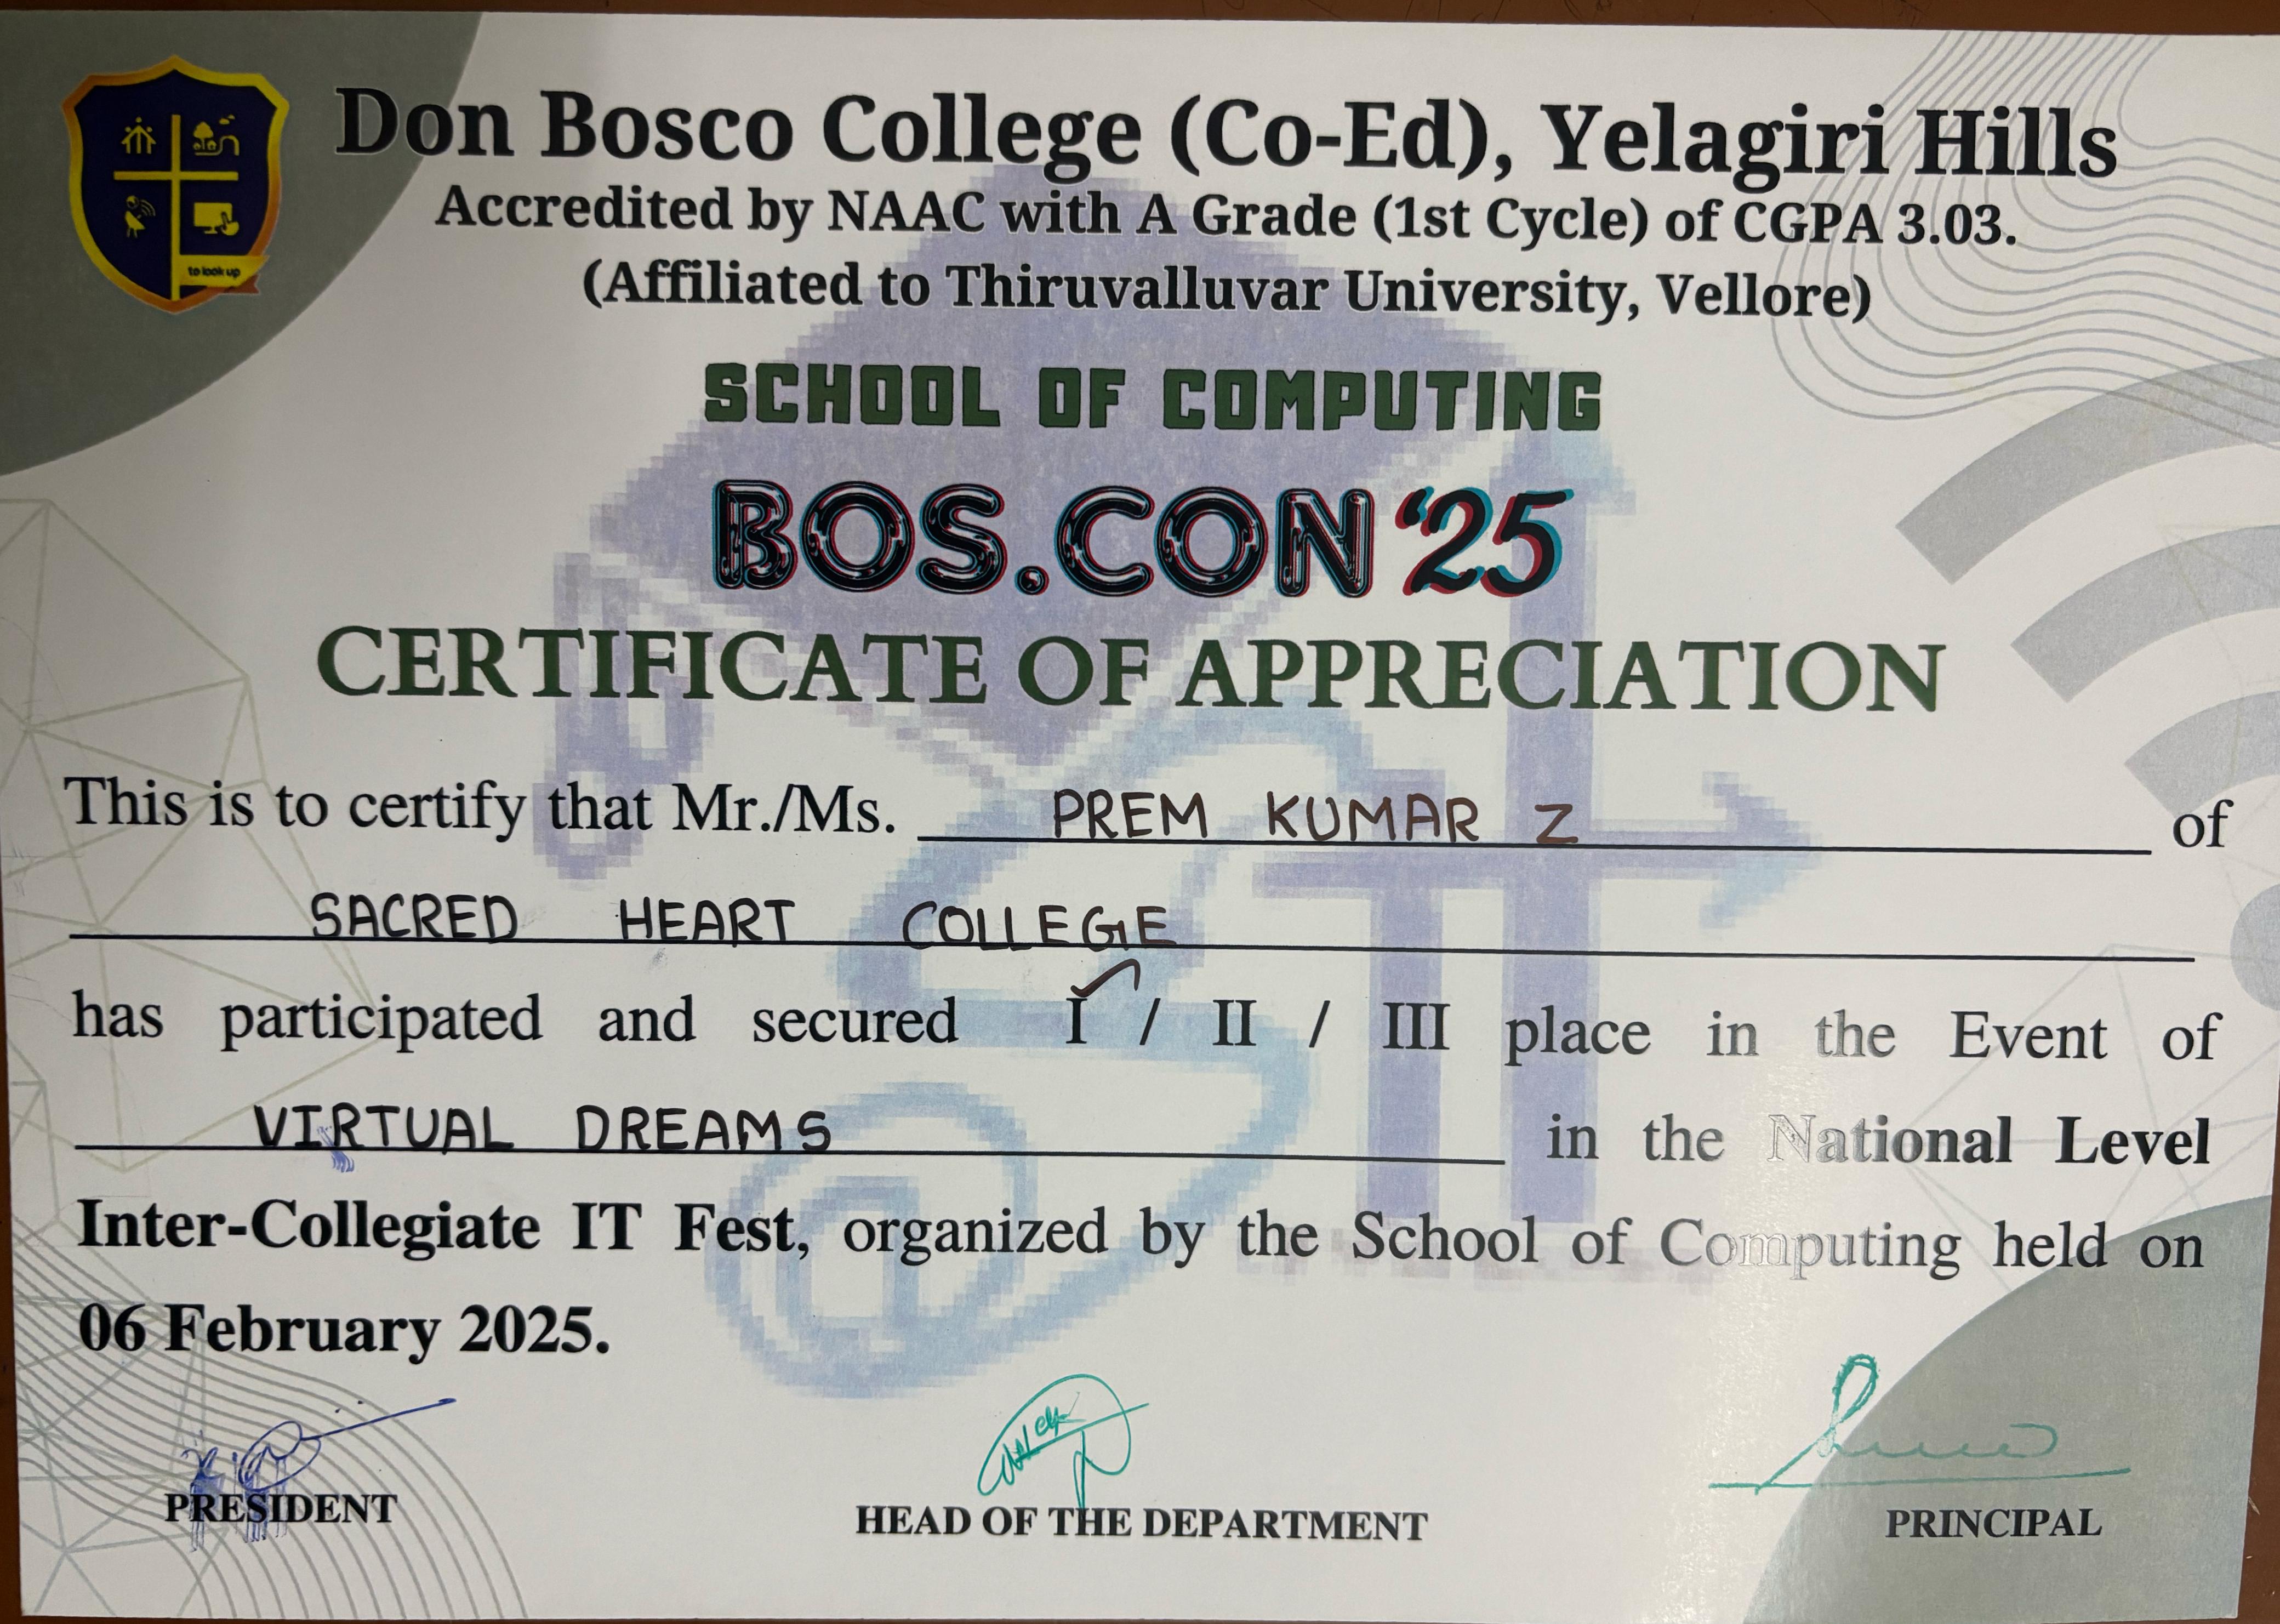 to look up
Don Bosco College (Co-Ed), Yelagiri Hills
Accredited by NAAC with A Grade (1st Cycle) of CGPA 3.03.
(Affiliated to Thiruvalluvar University, Vellore)
SCHOOL OF COMPUTING
BOS.CON '25
CERTIFICATE OF APPRECIATION
This is to certify that Mr./Ms. PREM KUMAR Z of
SACRED HEART COLLEGE
has participated and secured I / II / III place in the Event of
VIRTUAL DREAMS in the National Level
Inter-Collegiate IT Fest, organized by the School of Computing held on
06 February 2025.
PRESIDENT
HEAD OF THE DEPARTMENT
PRINCIPAL